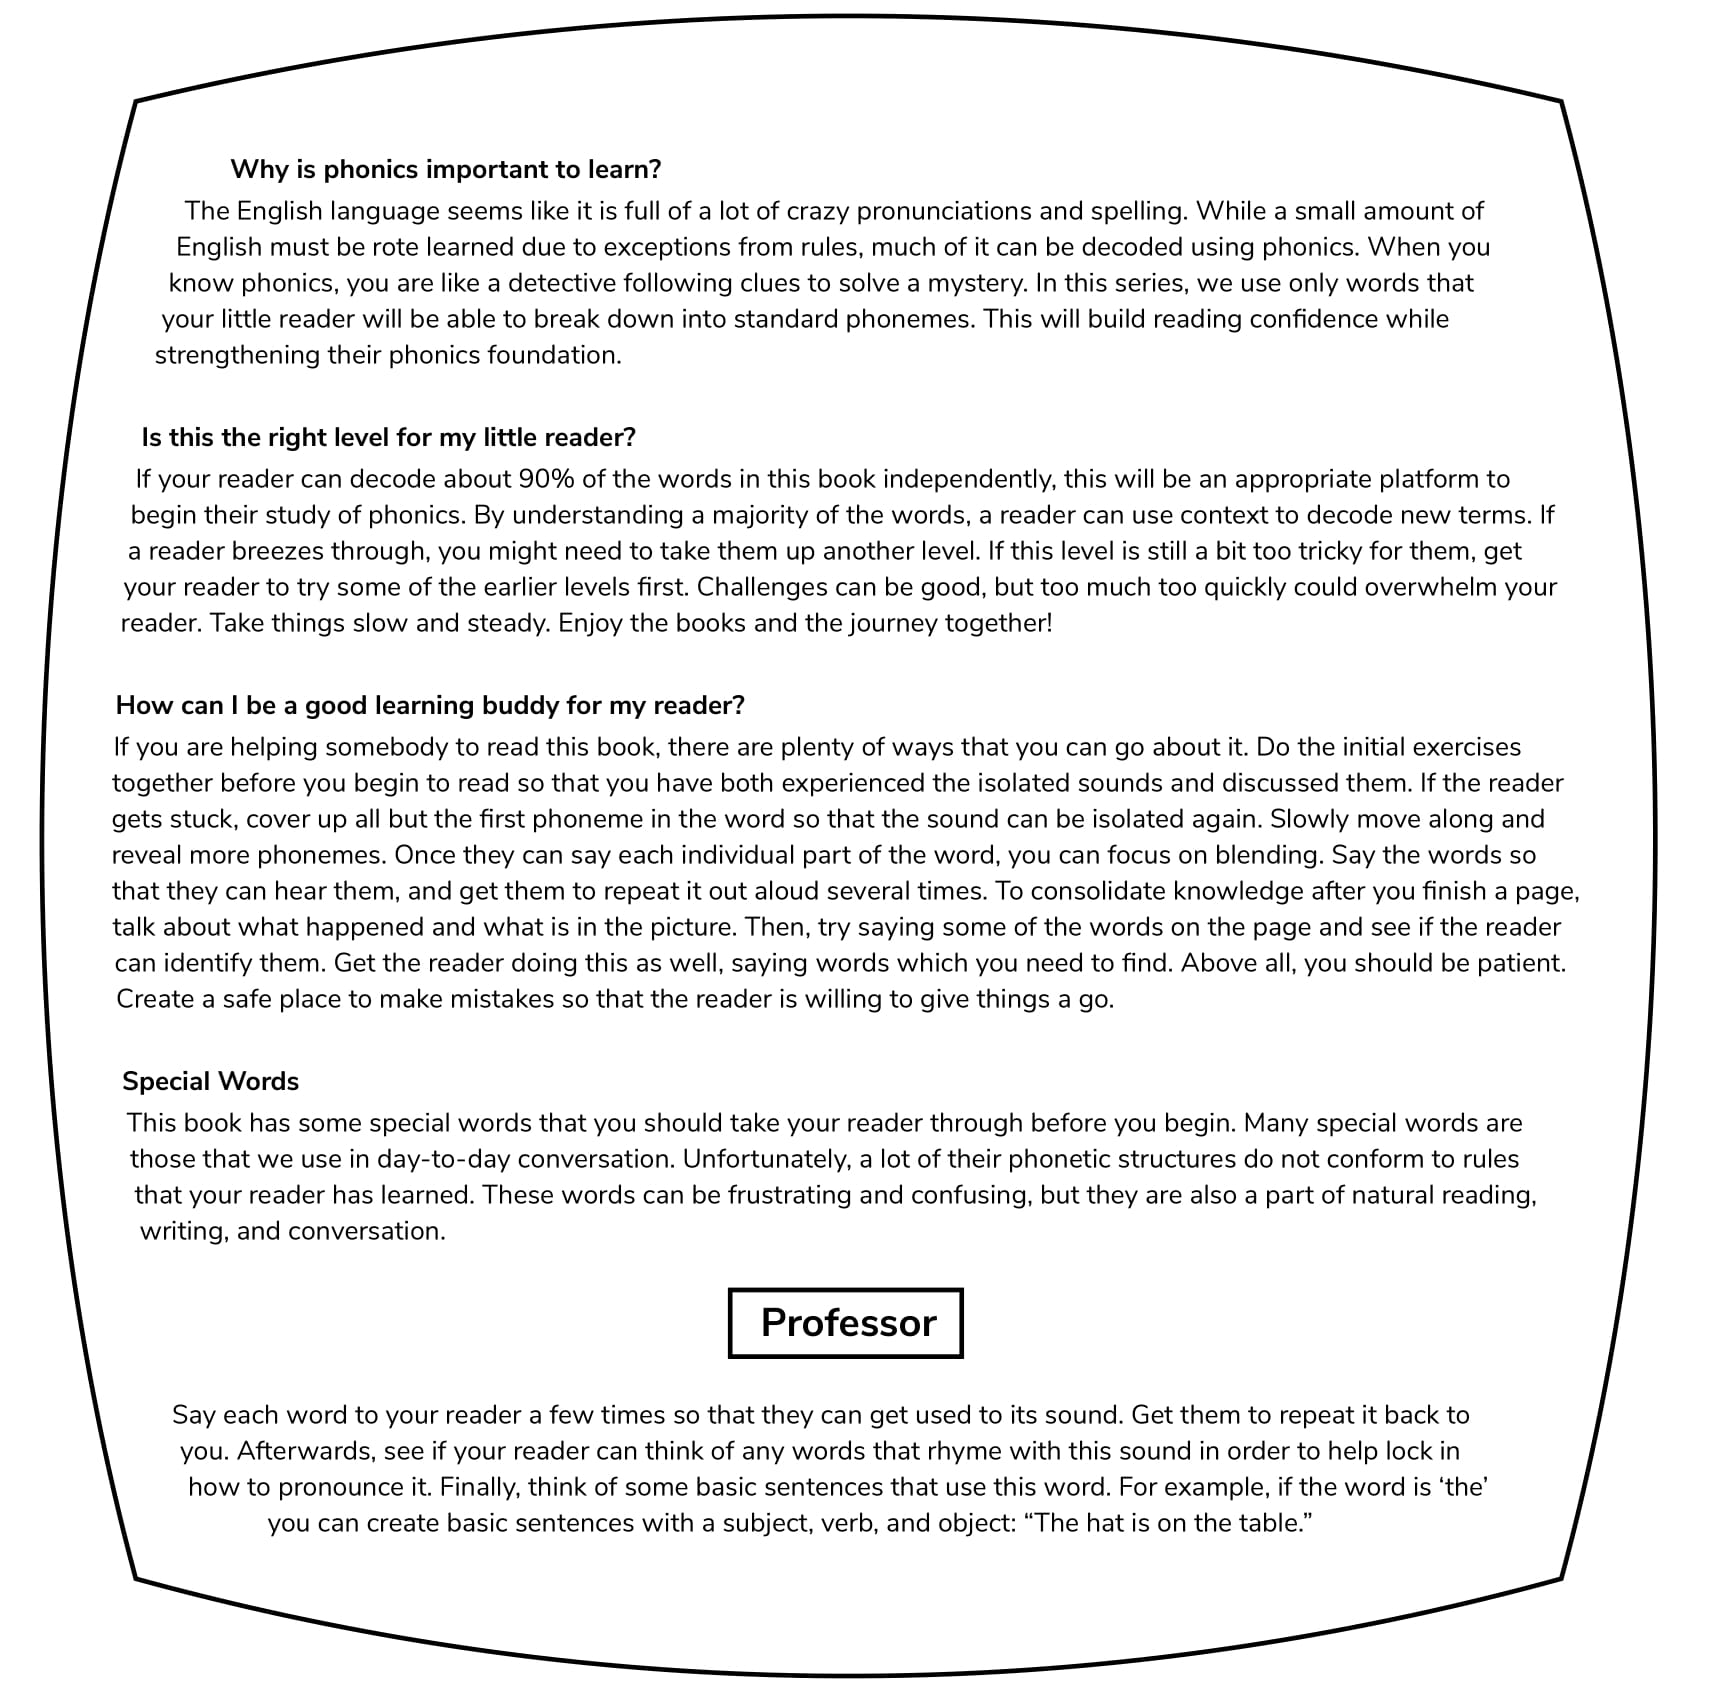 Why is phonics important to learn?
The English language seems like it is full of a lot of crazy pronunciations and spelling. While a small amount of
English must be rote learned due to exceptions from rules, much of it can be decoded using phonics. When you
know phonics, you are like a detective following clues to solve a mystery. In this series, we use only words that
your little reader will be able to break down into standard phonemes. This will build reading confidence while
strengthening their phonics foundation.
Is this the right level for my little reader?
If your reader can decode about 90% of the words in this book independently, this will be an appropriate platform to
begin their study of phonics. By understanding a majority of the words, a reader can use context to decode new terms. If
a reader breezes through, you might need to take them up another level. If this level is still a bit too tricky for them, get
your reader to try some of the earlier levels first. Challenges can be good, but too much too quickly could overwhelm your
reader. Take things slow and steady. Enjoy the books and the journey together!
How can I be a good learning buddy for my reader?
If you are helping somebody to read this book, there are plenty of ways that you can go about it. Do the initial exercises
together before you begin to read so that you have both experienced the isolated sounds and discussed them. If the reader
gets stuck, cover up all but the first phoneme in the word so that the sound can be isolated again. Slowly move along and
reveal more phonemes. Once they can say each individual part of the word, you can focus on blending. Say the words so
that they can hear them, and get them to repeat it out aloud several times. To consolidate knowledge after you finish a page,
talk about what happened and what is in the picture. Then, try saying some of the words on the page and see if the reader
can identify them. Get the reader doing this as well, saying words which you need to find. Above all, you should be patient.
Create a safe place to make mistakes so that the reader is willing to give things a go.
Special Words
This book has some special words that you should take your reader through before you begin. Many special words are
those that we use in day-to-day conversation. Unfortunately, a lot of their phonetic structures do not conform to rules
that your reader has learned. These words can be frustrating and confusing, but they are also a part of natural reading,
writing, and conversation.
Professor
Say each word to your reader a few times so that they can get used to its sound. Get them to repeat it back to
you. Afterwards, see if your reader can think of any words that rhyme with this sound in order to help lock in
how to pronounce it. Finally, think of some basic sentences that use this word. For example, if the word is ‘the’
you can create basic sentences with a subject, verb, and object: “The hat is on the table.”